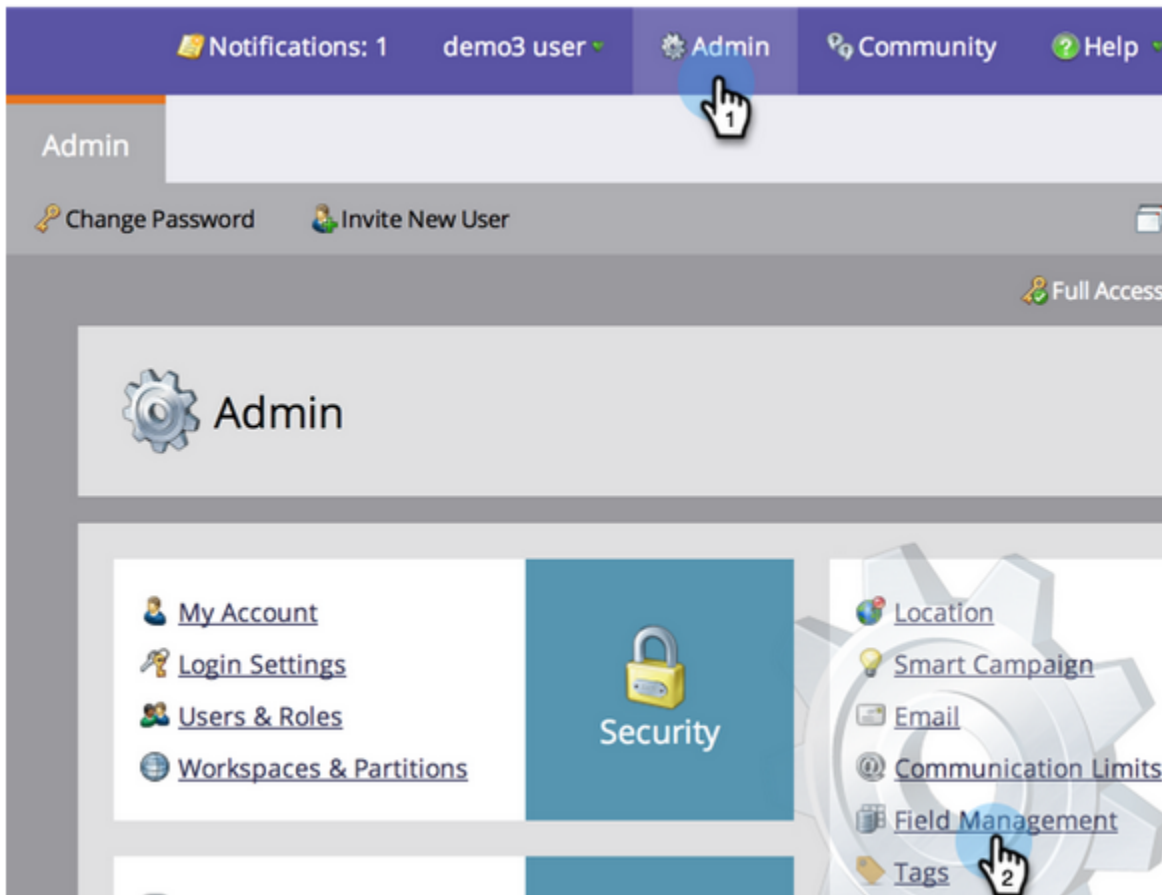 Notifications: 1 demo3 user Admin Community Help
1
Admin
Change Password Invite New User
Full Access
Admin
My Account
Login Settings
Users & Roles
Workspaces & Partitions
Security
Location
Smart Campaign
Email
Communication Limits
Field Management
Tags
2